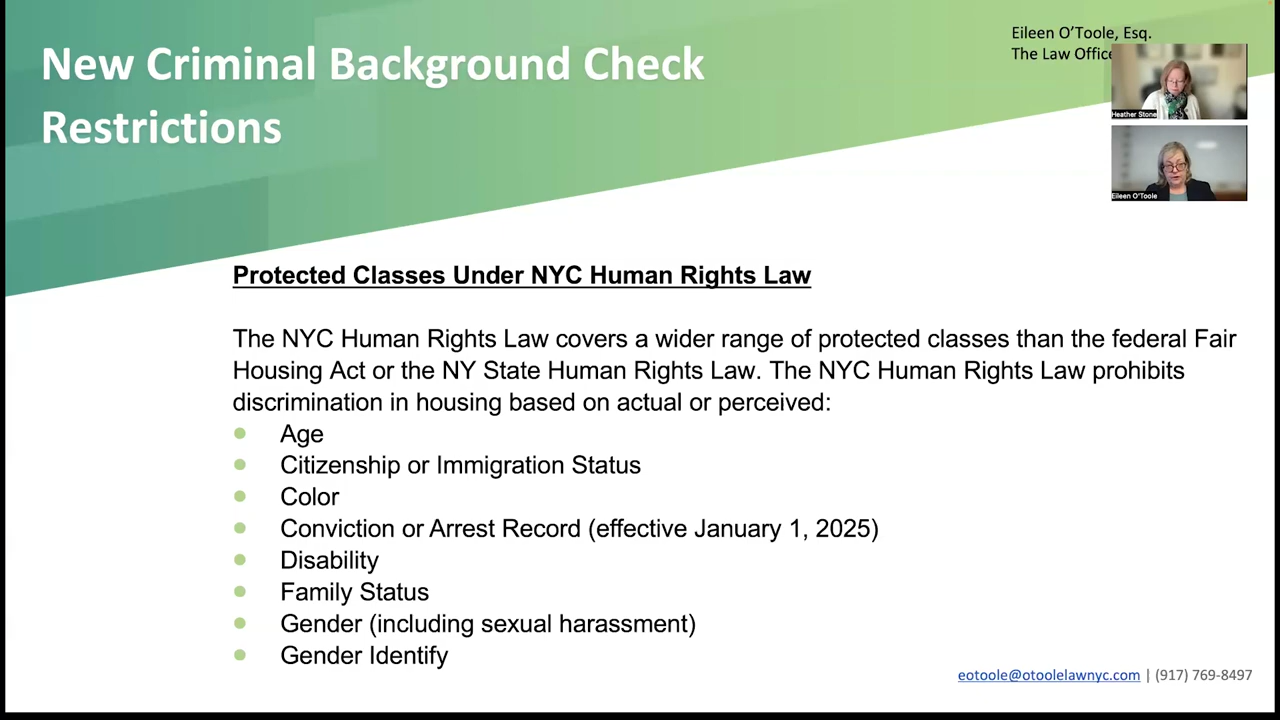 New Criminal Background Check
Restrictions
Eileen O’Toole, Esq.
The Law Office
Heather Stone
Eileen O'Toole
Protected Classes Under NYC Human Rights Law
The NYC Human Rights Law covers a wider range of protected classes than the federal Fair
Housing Act or the NY State Human Rights Law. The NYC Human Rights Law prohibits
discrimination in housing based on actual or perceived:
● Age
● Citizenship or Immigration Status
● Color
● Conviction or Arrest Record (effective January 1, 2025)
● Disability
● Family Status
● Gender (including sexual harassment)
● Gender Identify
eotoole@otoolelawnyc.com | (917) 769-8497